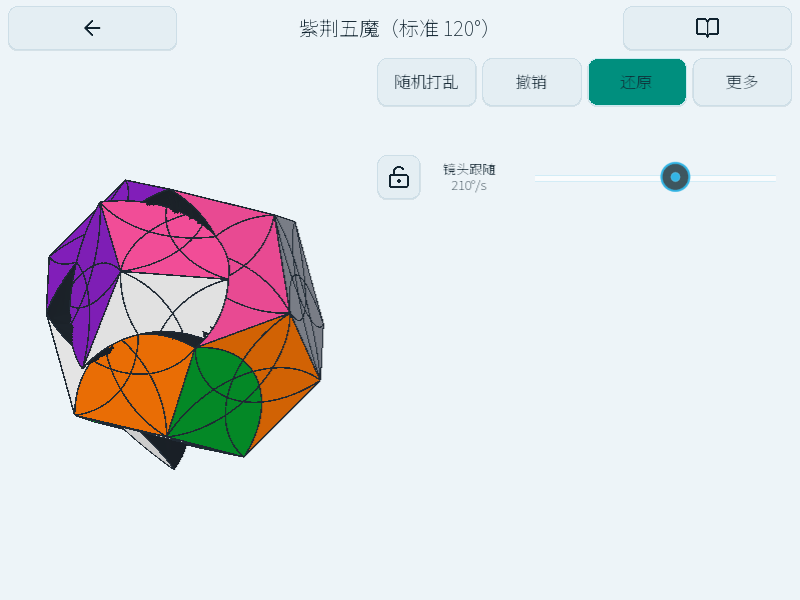 紫荆五魔（标准 120°）
随机打乱
撤销
还原
更多
镜头跟随
210°/s